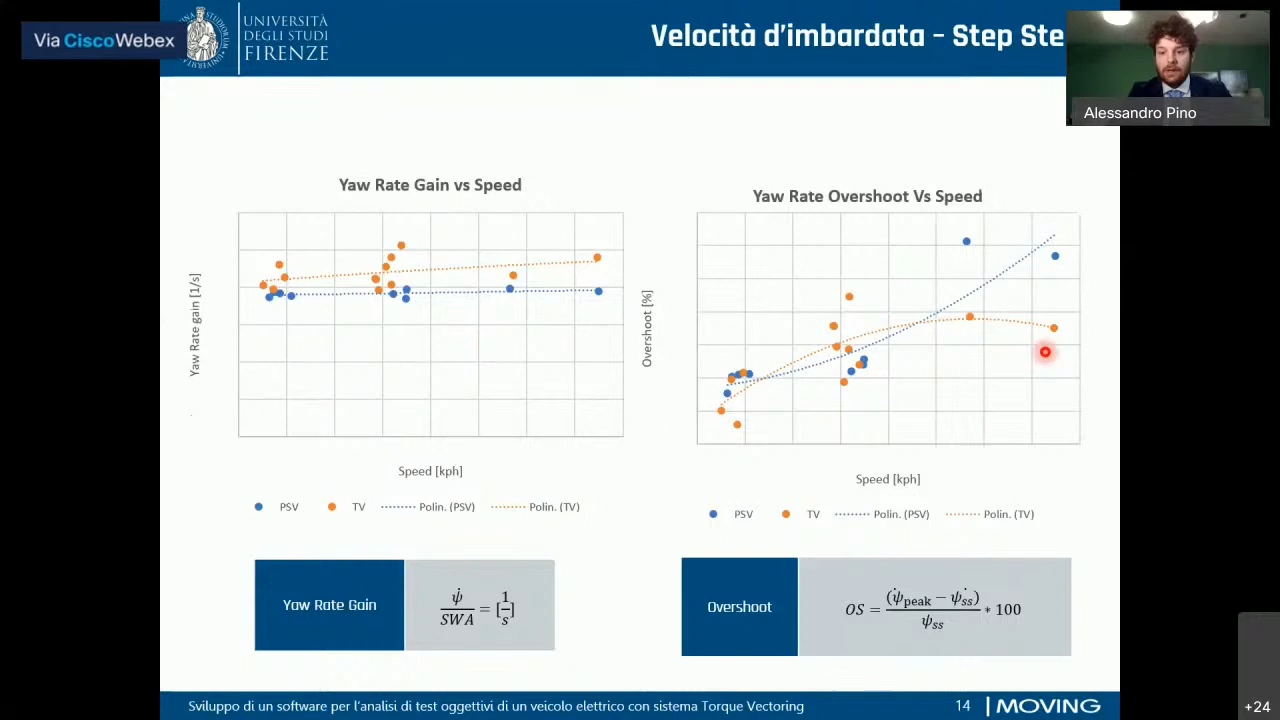 Via CiscoWebex
UNIVERSITÀ
DEGLI STUDI
FIRENZE
Velocità d’imbardata – Step Ste
Alessandro Pino
Yaw Rate Gain vs Speed
Yaw Rate gain [1/s]
Speed [kph]
PSV TV Polin. (PSV) Polin. (TV)
Yaw Rate Overshoot Vs Speed
Overshoot [%]
Speed [kph]
PSV TV Polin. (PSV) Polin. (TV)
Yaw Rate Gain
ψ̇/SWA = [1/s]
Overshoot
OS = (ψ̇peak − ψ̇ss)/ψ̇ss * 100
Sviluppo di un software per l’analisi di test oggettivi di un veicolo elettrico con sistema Torque Vectoring
14
MOVING
+24